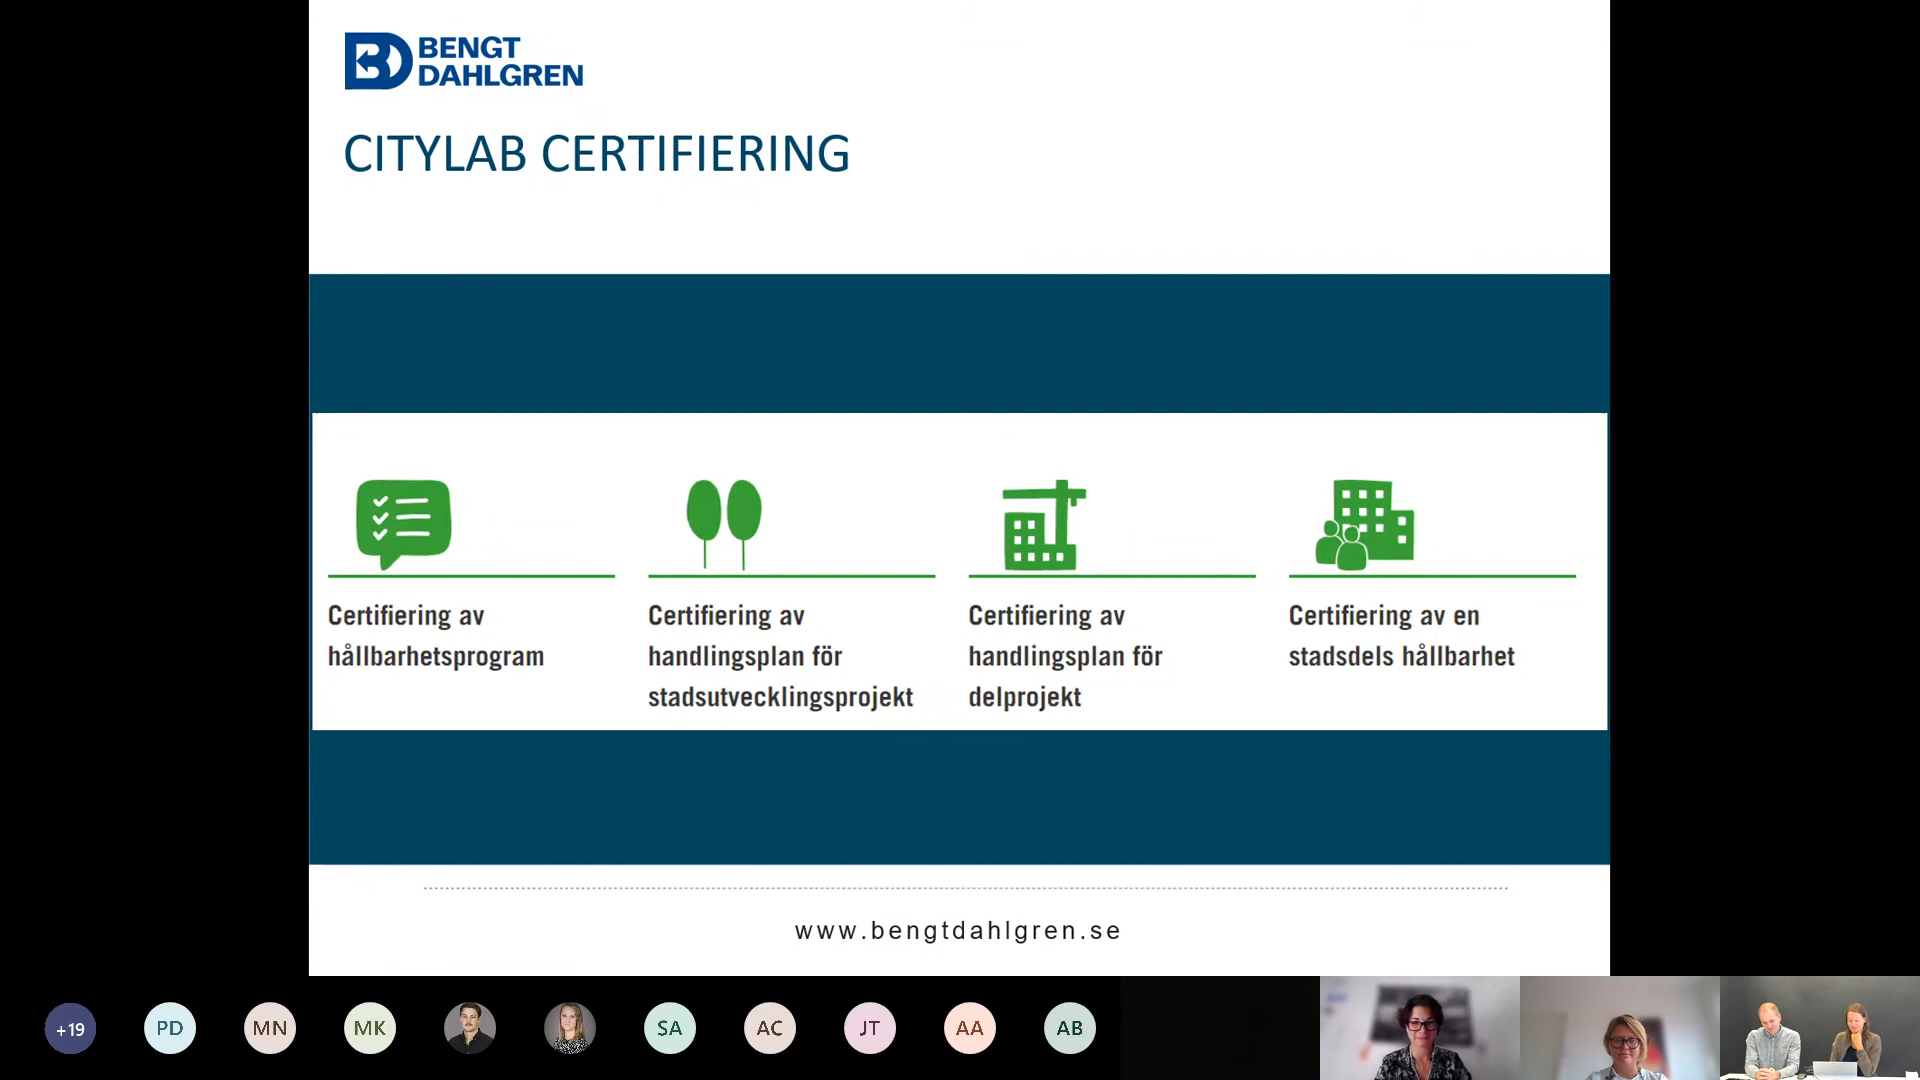 BENGT
DAHLGREN
CITYLAB CERTIFIERING
Certifiering av
hållbarhetsprogram
Certifiering av
handlingsplan för
stadsutvecklingsprojekt
Certifiering av
handlingsplan för
delprojekt
Certifiering av en
stadsdels hållbarhet
www.bengtdahlgren.se
+19
PD
MN
MK
SA
AC
JT
AA
AB